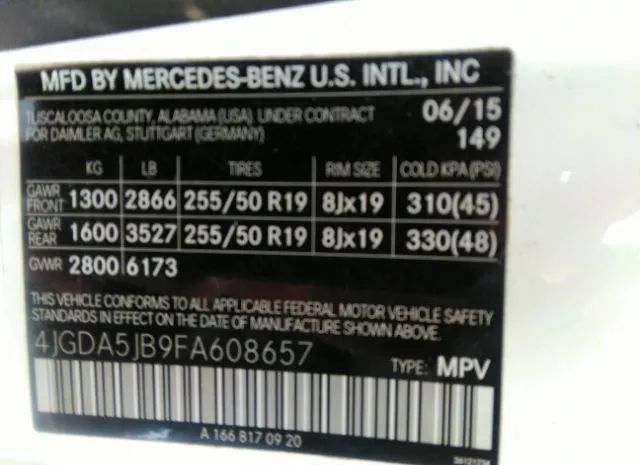 MFD BY MERCEDES-BENZ U.S. INTL., INC
TUSCALOOSA COUNTY, ALABAMA (USA). UNDER CONTRACT 06/15
FOR DAIMLER AG, STUTTGART (GERMANY) 149
KG LB TIRES RIM SIZE COLD KPA (PSI)
GAWR FRONT 1300 2866 255/50 R19 8Jx19 310(45)
GAWR REAR 1600 3527 255/50 R19 8Jx19 330(48)
GVWR 2800 6173
THIS VEHICLE CONFORMS TO ALL APPLICABLE FEDERAL MOTOR VEHICLE SAFETY
STANDARDS IN EFFECT ON THE DATE OF MANUFACTURE SHOWN ABOVE.
4JGDA5JB9FA608657 TYPE: MPV
A 166 817 09 20